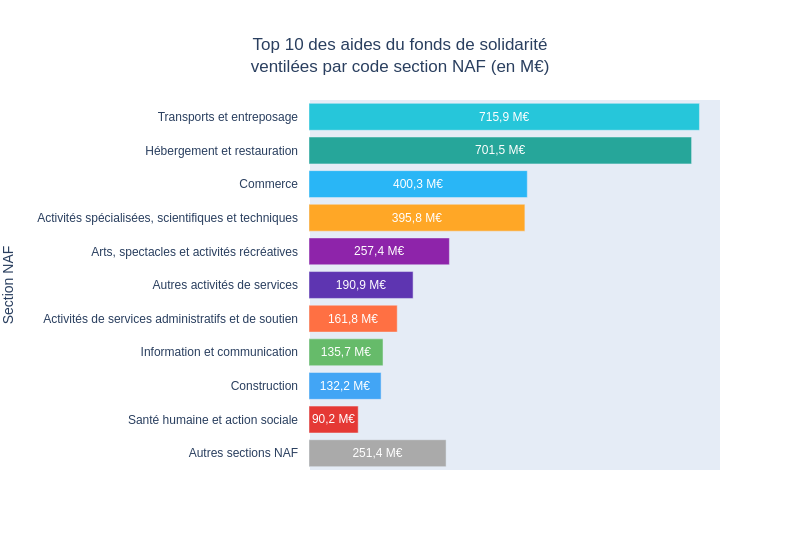 Top 10 des aides du fonds de solidarité
ventilées par code section NAF (en M€)
Section NAF
Transports et entreposage 715,9 M€
Hébergement et restauration 701,5 M€
Commerce 400,3 M€
Activités spécialisées, scientifiques et techniques 395,8 M€
Arts, spectacles et activités récréatives 257,4 M€
Autres activités de services 190,9 M€
Activités de services administratifs et de soutien 161,8 M€
Information et communication 135,7 M€
Construction 132,2 M€
Santé humaine et action sociale 90,2 M€
Autres sections NAF 251,4 M€